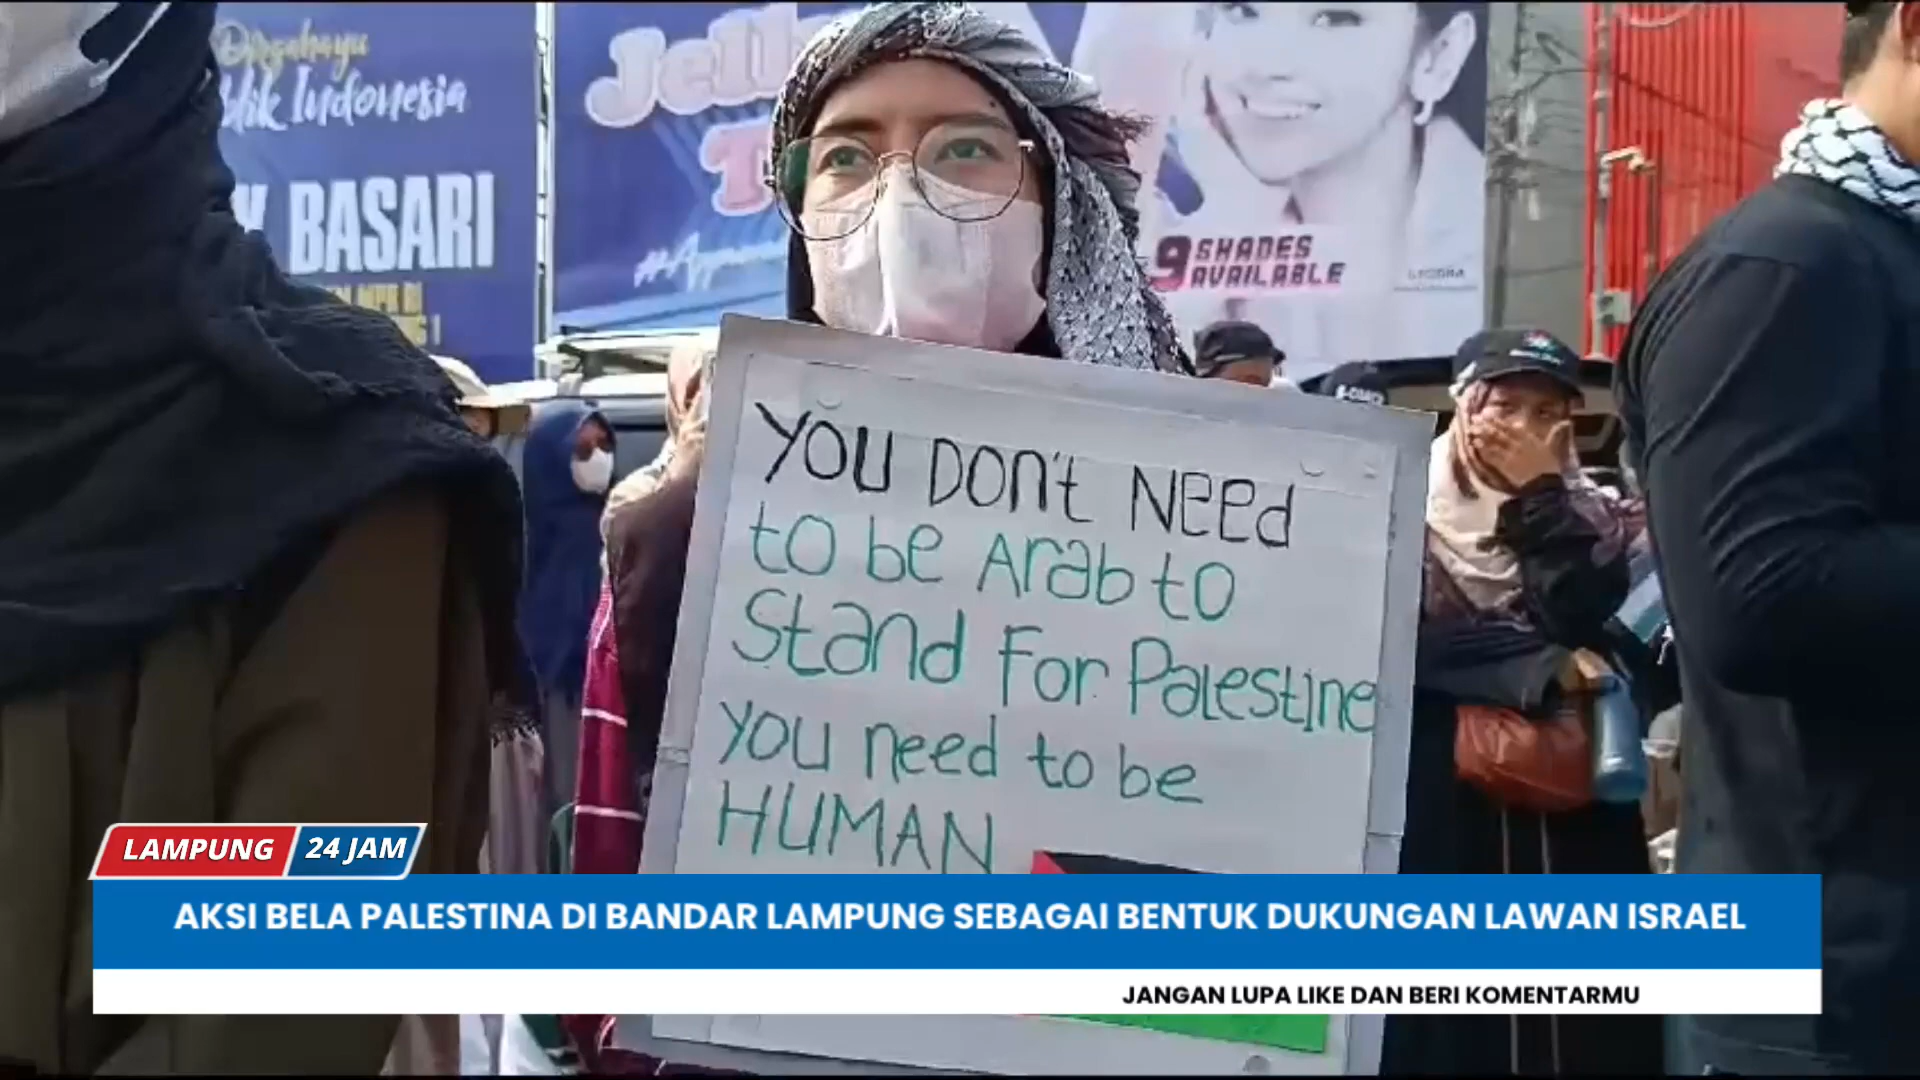 Dirgahayu
Indonesia
BASARI
9 SHADES
AVAILABLE
YOU DON't NEED
to be Arab to
Stand For Palestine
you need to be
HUMAN
LAMPUNG 24 JAM
AKSI BELA PALESTINA DI BANDAR LAMPUNG SEBAGAI BENTUK DUKUNGAN LAWAN ISRAEL
JANGAN LUPA LIKE DAN BERI KOMENTARMU